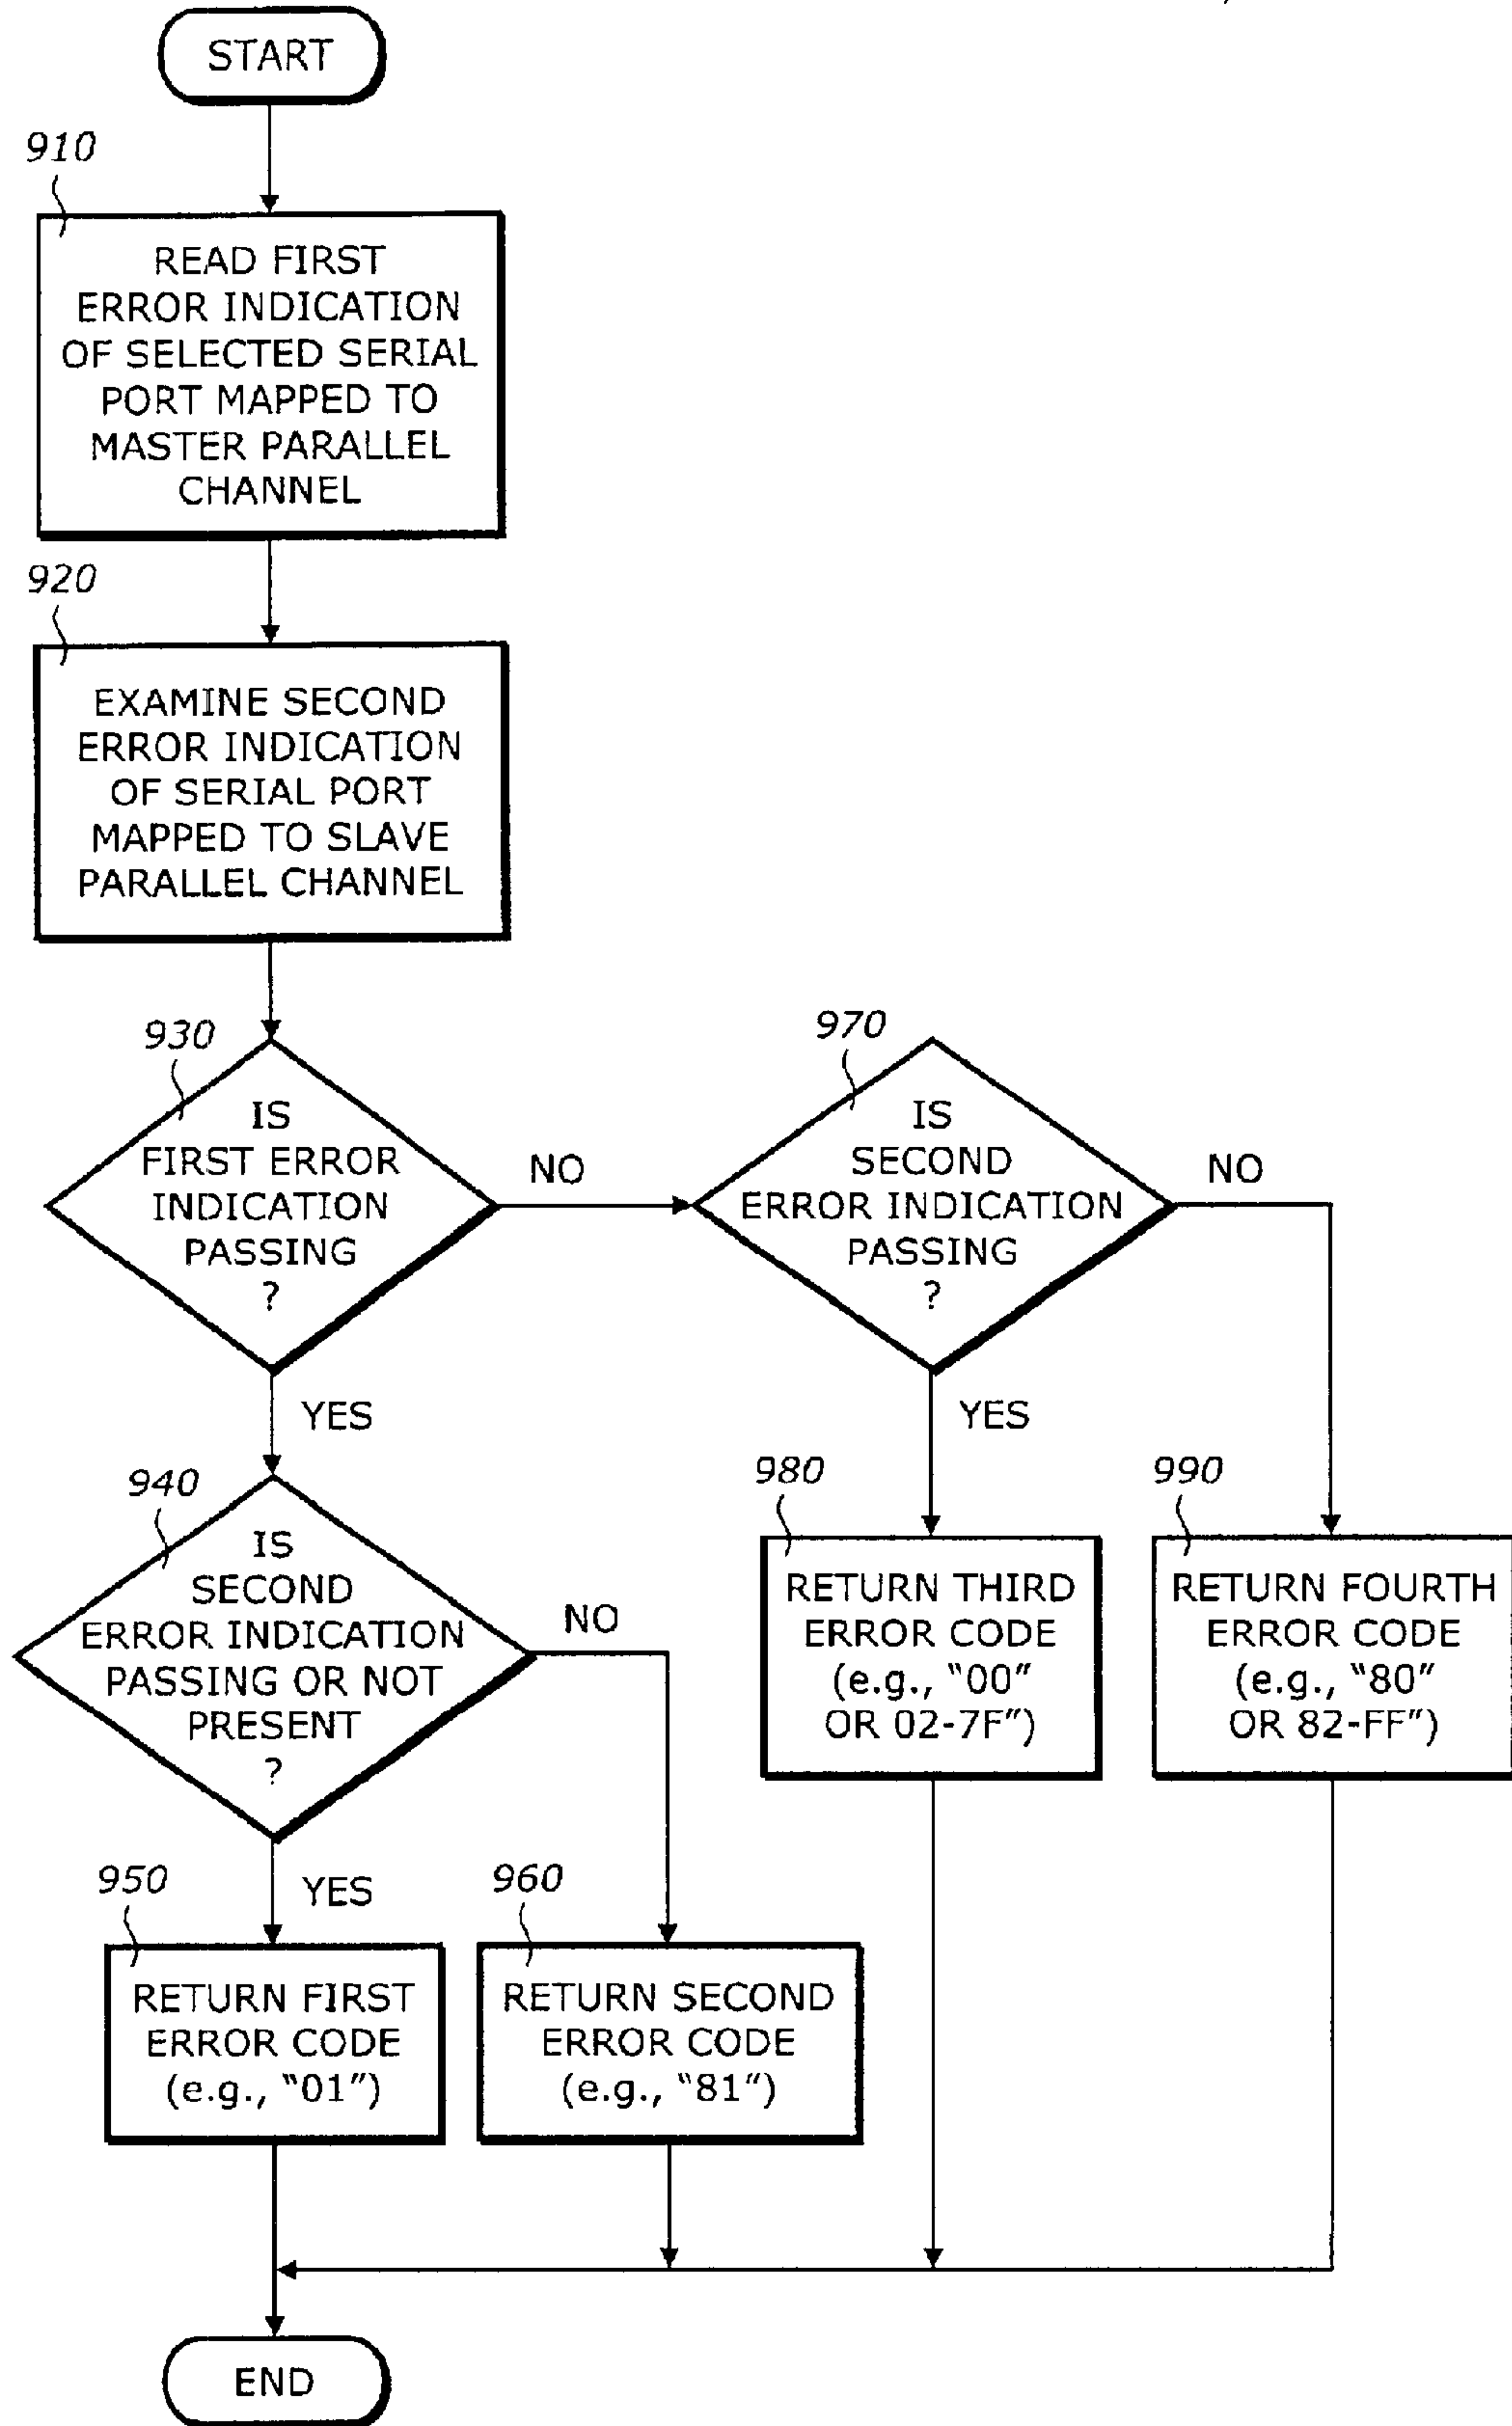 START
910
READ FIRST
ERROR INDICATION
OF SELECTED SERIAL
PORT MAPPED TO
MASTER PARALLEL
CHANNEL
920
EXAMINE SECOND
ERROR INDICATION
OF SERIAL PORT
MAPPED TO SLAVE
PARALLEL CHANNEL
930
IS
FIRST ERROR
INDICATION
PASSING
?
NO
970
IS
SECOND
ERROR INDICATION
PASSING
?
NO
YES
YES
940
IS
SECOND
ERROR INDICATION
PASSING OR NOT
PRESENT
?
NO
980
RETURN THIRD
ERROR CODE
(e.g., “00”
OR 02-7F”)
990
RETURN FOURTH
ERROR CODE
(e.g., “80”
OR 82-FF”)
YES
950
RETURN FIRST
ERROR CODE
(e.g., “01”)
960
RETURN SECOND
ERROR CODE
(e.g., “81”)
END